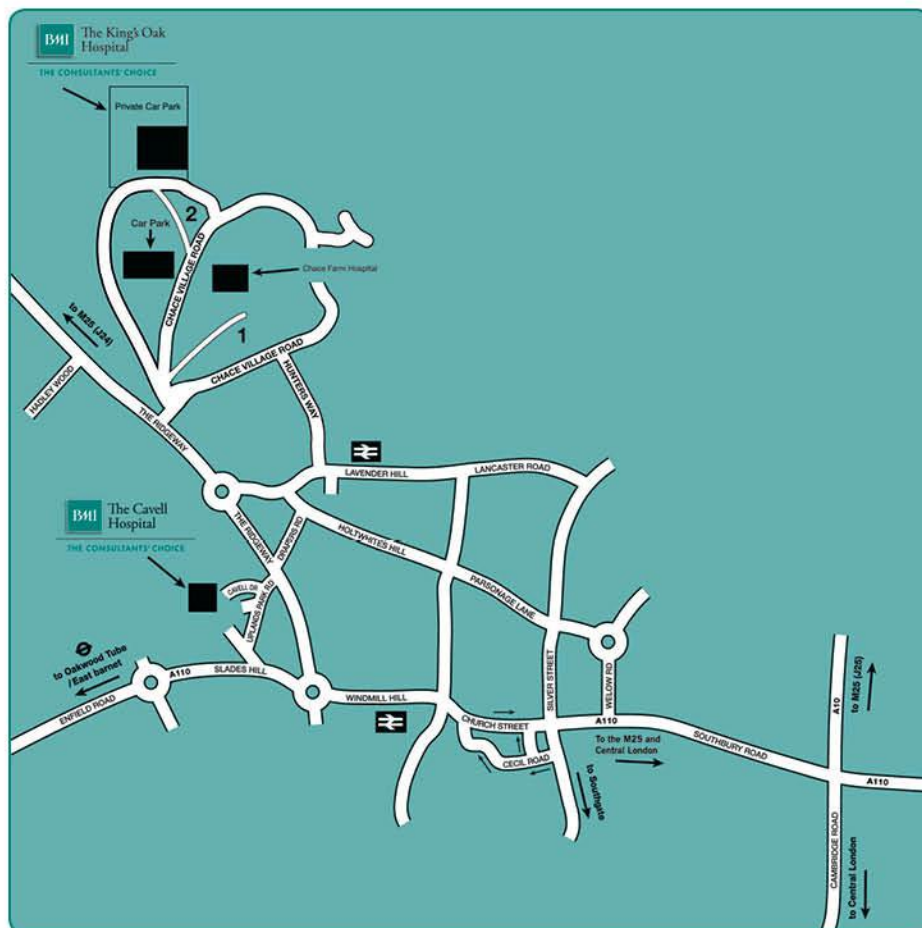 BMI The King's Oak
Hospital
THE CONSULTANTS' CHOICE
Private Car Park
2
Car Park
CHACE VILLAGE ROAD
Chace Farm Hospital
1
CHACE VILLAGE ROAD
to M25 (J24)
HADLEY WOOD
THE RIDGEWAY
HUNTERS WAY
LAVENDER HILL
LANCASTER ROAD
BMI The Cavell
Hospital
THE CONSULTANTS' CHOICE
THE RIDGEWAY
DRAPERS RD
HOLTWHITES HILL
CAVELL DR
UPLANDS PARK RD
PARSONAGE LANE
to Oakwood Tube
/East barnet
A110
SLADES HILL
ENFIELD ROAD
WINDMILL HILL
CHURCH STREET
SILVER STREET
WELOW RD
A110
CECIL ROAD
To the M25 and
Central London
to Southgate
SOUTHBURY ROAD
A10
to M25 (J25)
A110
CAMBRIDGE ROAD
to Central London